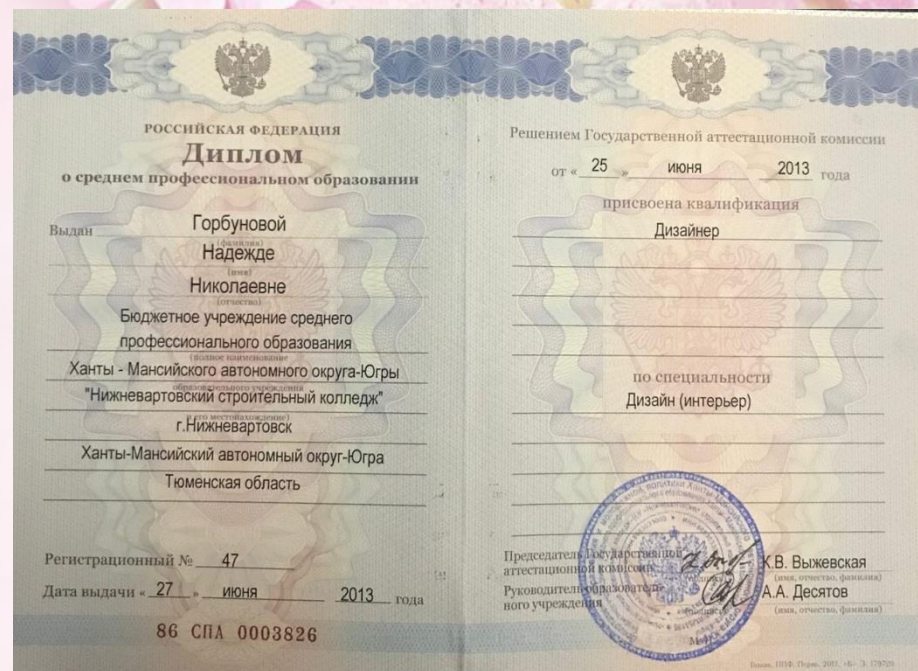 РОССИЙСКАЯ ФЕДЕРАЦИЯ
Диплом
о среднем профессиональном образовании
Выдан Горбуновой
(фамилия)
Надежде
(имя)
Николаевне
(отчество)
Бюджетное учреждение среднего
профессионального образования
(полное наименование
Ханты - Мансийского автономного округа-Югры
образовательного учреждения
"Нижневартовский строительный колледж"
и его местонахождение)
г.Нижневартовск
Ханты-Мансийский автономный округ-Югра
Тюменская область
Регистрационный № 47
Дата выдачи « 27 » июня 2013 года
86 СПА 0003826
Решением Государственной аттестационной комиссии
от « 25 » июня 2013 года
присвоена квалификация
Дизайнер
по специальности
Дизайн (интерьер)
Председатель Государственной
аттестационной комиссии К.В. Выжевская
(подпись) (имя, отчество, фамилия)
Руководитель образователь-
ного учреждения А.А. Десятов
(подпись) (имя, отчество, фамилия)
М.П.